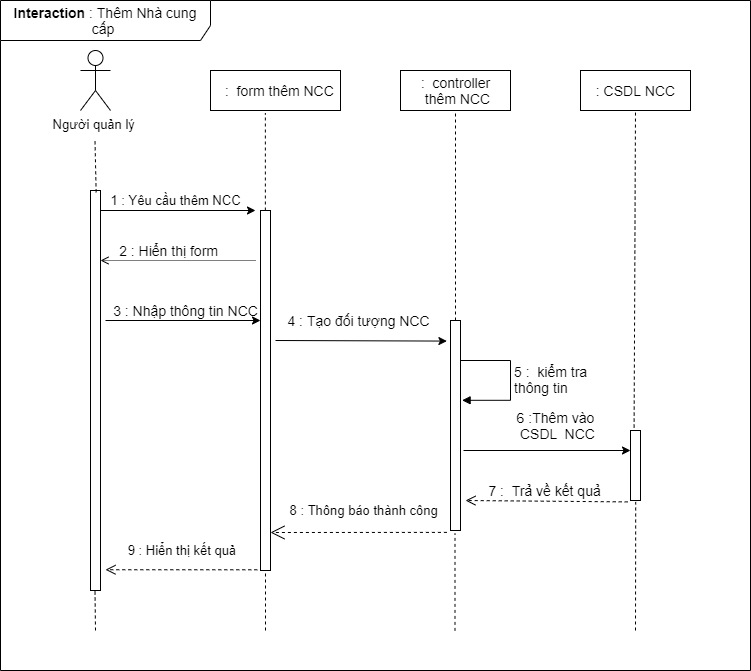 Interaction : Thêm Nhà cung
cấp
Người quản lý
: form thêm NCC
: controller
thêm NCC
: CSDL NCC
1 : Yêu cầu thêm NCC
2 : Hiển thị form
3 : Nhập thông tin NCC
4 : Tạo đối tượng NCC
5 : kiểm tra
thông tin
6 :Thêm vào
CSDL NCC
7 : Trả về kết quả
8 : Thông báo thành công
9 : Hiển thị kết quả